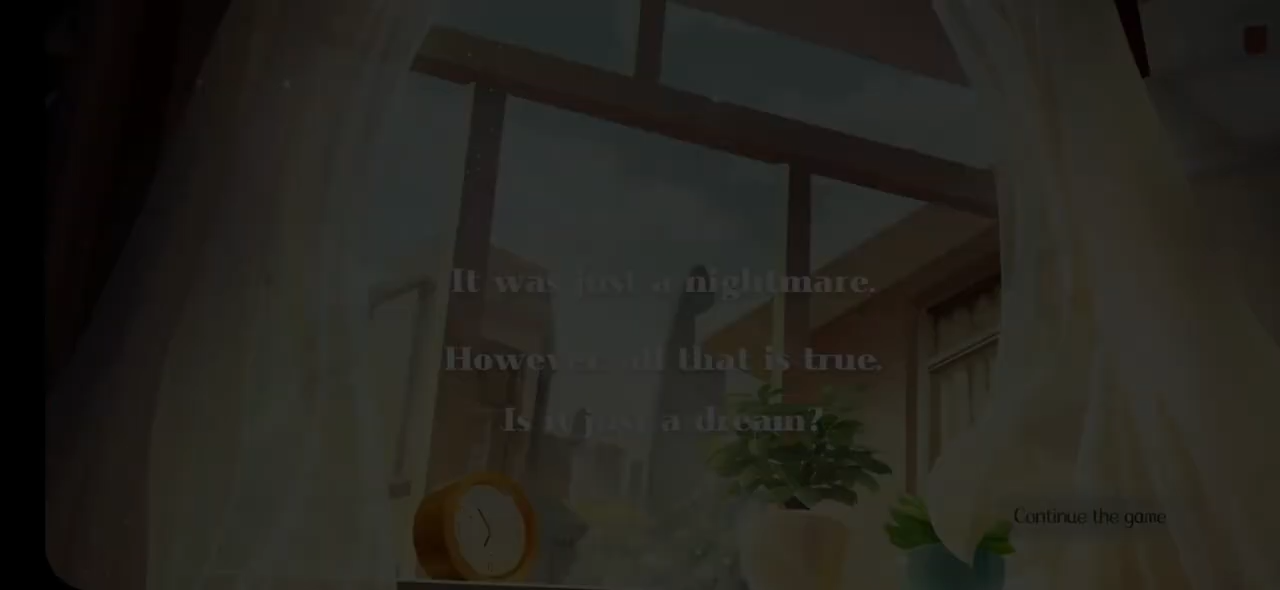 It was just a nightmare.
However, all that is true.
Is it just a dream?
Continue the game